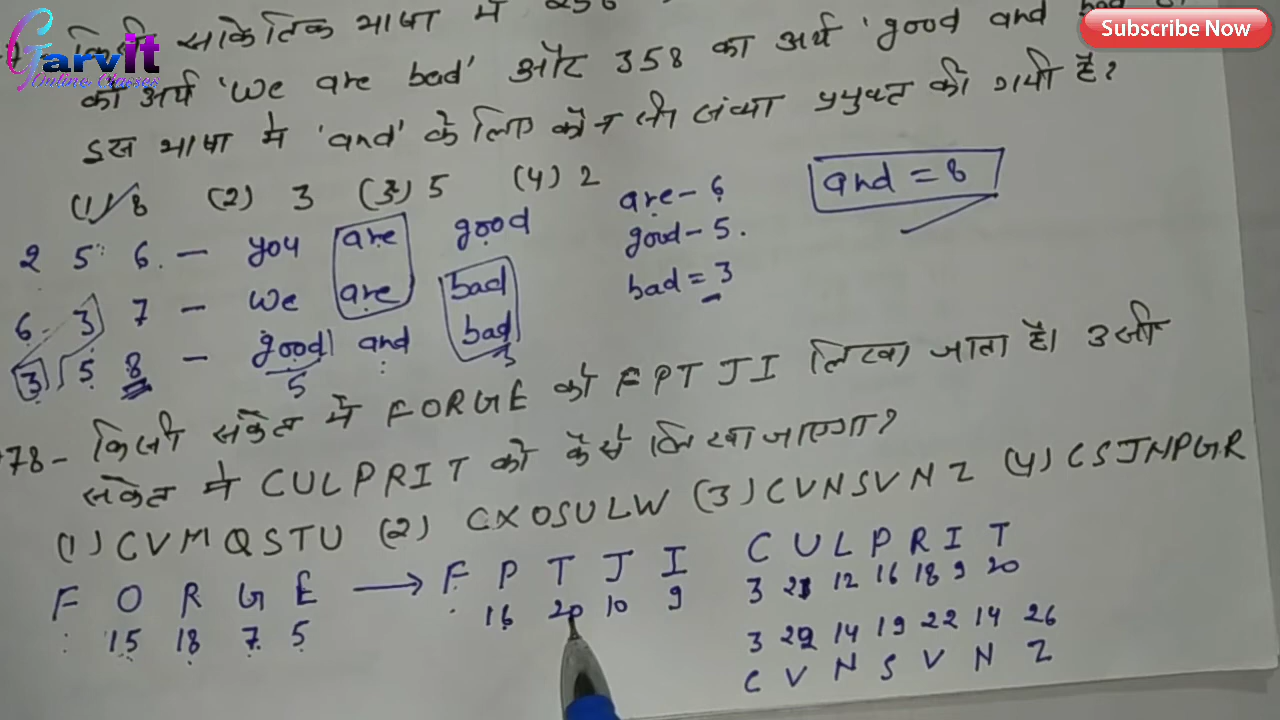 Garvit
Online Classes
Subscribe Now
सांकेतिक भाषा में 256
का अर्थ 'we are bad' और 358 का अर्थ 'good and bad
इस भाषा में 'and' के लिए कौन सी संख्या प्रयुक्त की गयी है?
(1) 8 (2) 3 (3) 5 (4) 2
2 5 6 - you are good
are - 6
and = 8
6 3 7 - we are bad
good - 5.
3 5 8 - good and bad
bad = 3
5 3
78- किसी संकेत में FORGE को FPTJI लिखा जाता है। उसी
संकेत में CULPRIT को कैसे लिखा जाएगा?
(1) CVMQSTU (2) CXOSULW (3) CVNSVNZ (4) CSJNPGR
F O R G E → F P T J I
15 18 7 5
16 20 10 9
C U L P R I T
3 21 12 16 18 9 20
3 22 14 19 22 14 26
C V N S V N Z